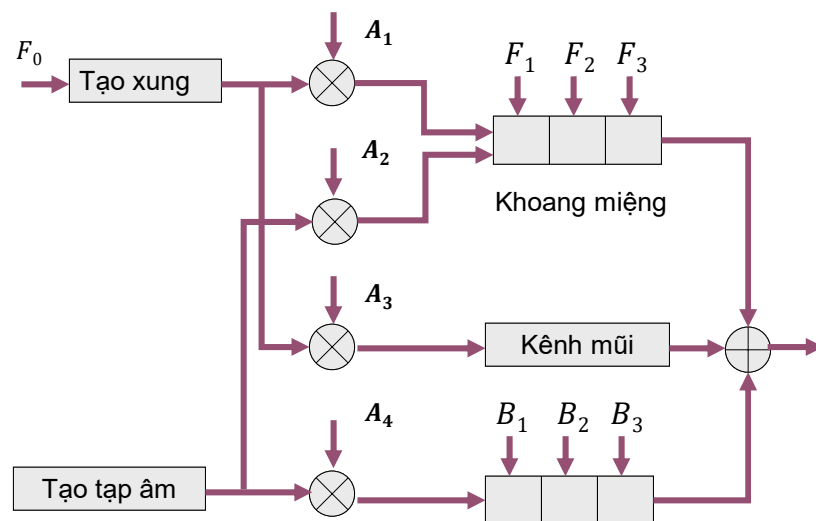 F₀
Tạo xung
A₁
F₁ F₂ F₃
A₂
Khoang miệng
A₃
Kênh mũi
A₄
B₁ B₂ B₃
Tạo tạp âm